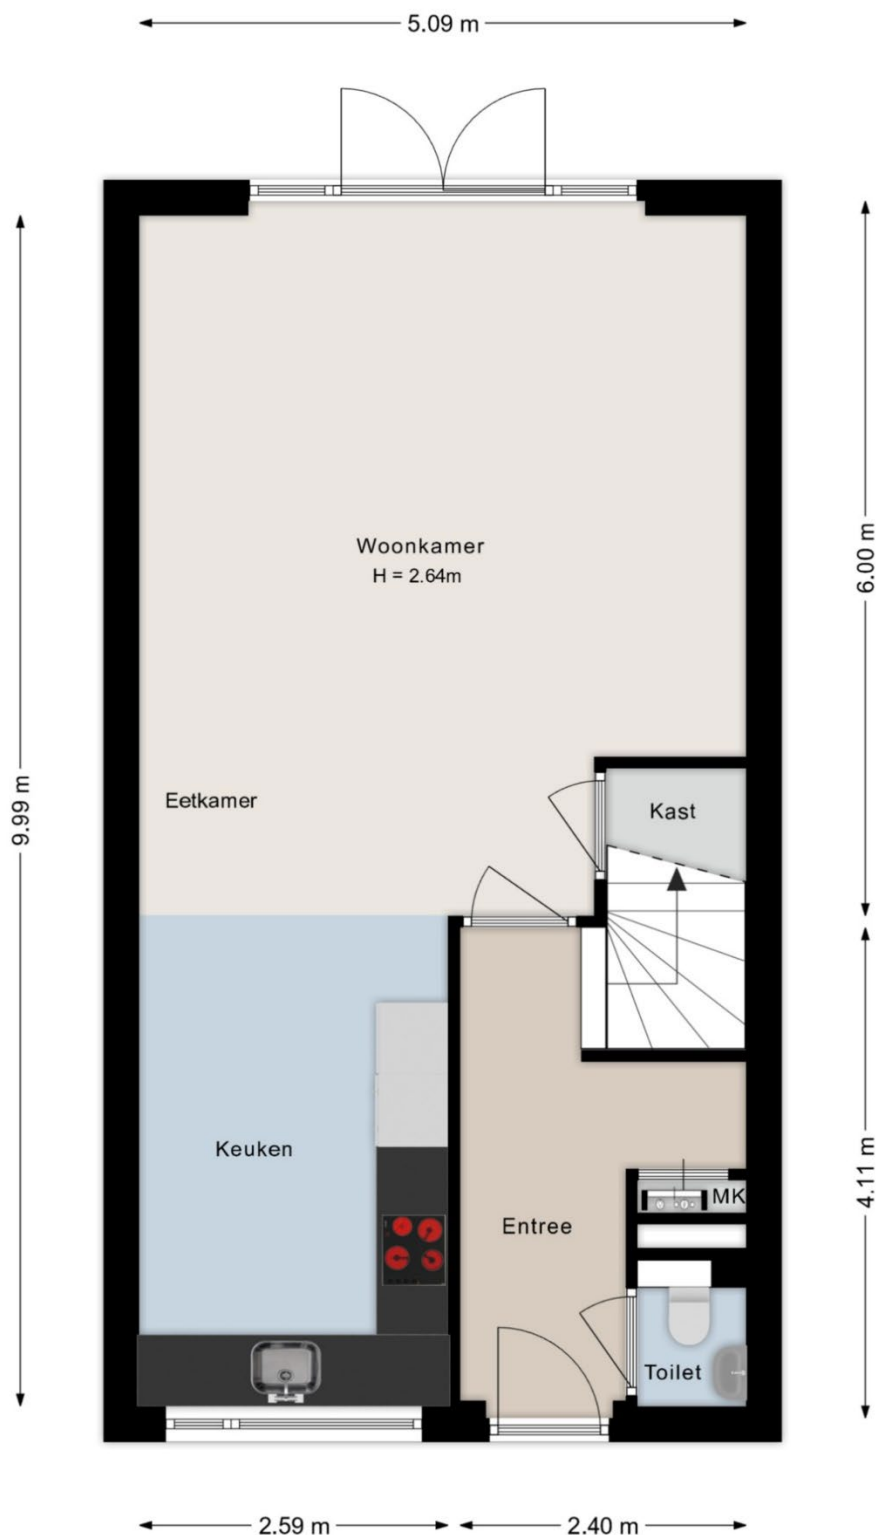 5.09 m
Woonkamer
H = 2.64m
6.00 m
Eetkamer
Kast
9.99 m
Keuken
4.11 m
MK
Entree
Toilet
2.59 m
2.40 m